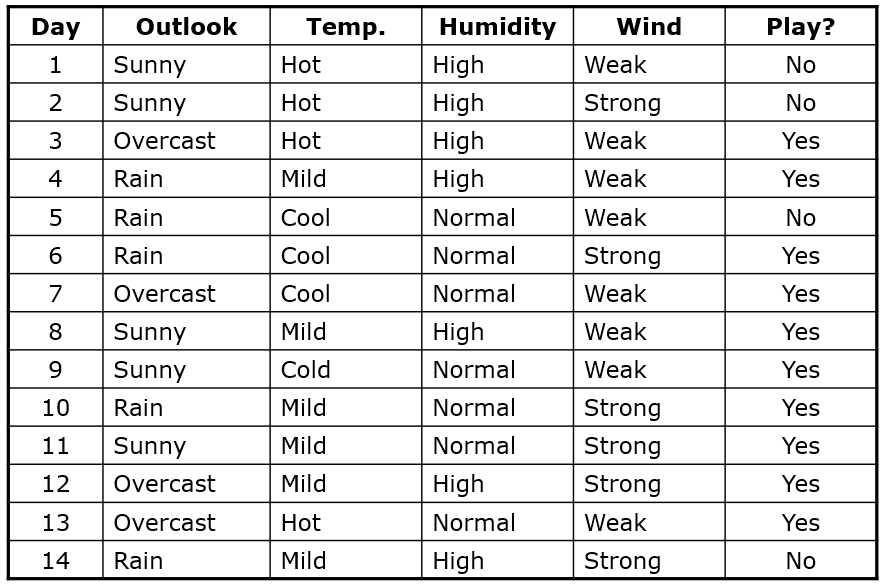 Day Outlook Temp. Humidity Wind Play?
1 Sunny Hot High Weak No
2 Sunny Hot High Strong No
3 Overcast Hot High Weak Yes
4 Rain Mild High Weak Yes
5 Rain Cool Normal Weak No
6 Rain Cool Normal Strong Yes
7 Overcast Cool Normal Weak Yes
8 Sunny Mild High Weak Yes
9 Sunny Cold Normal Weak Yes
10 Rain Mild Normal Strong Yes
11 Sunny Mild Normal Strong Yes
12 Overcast Mild High Strong Yes
13 Overcast Hot Normal Weak Yes
14 Rain Mild High Strong No